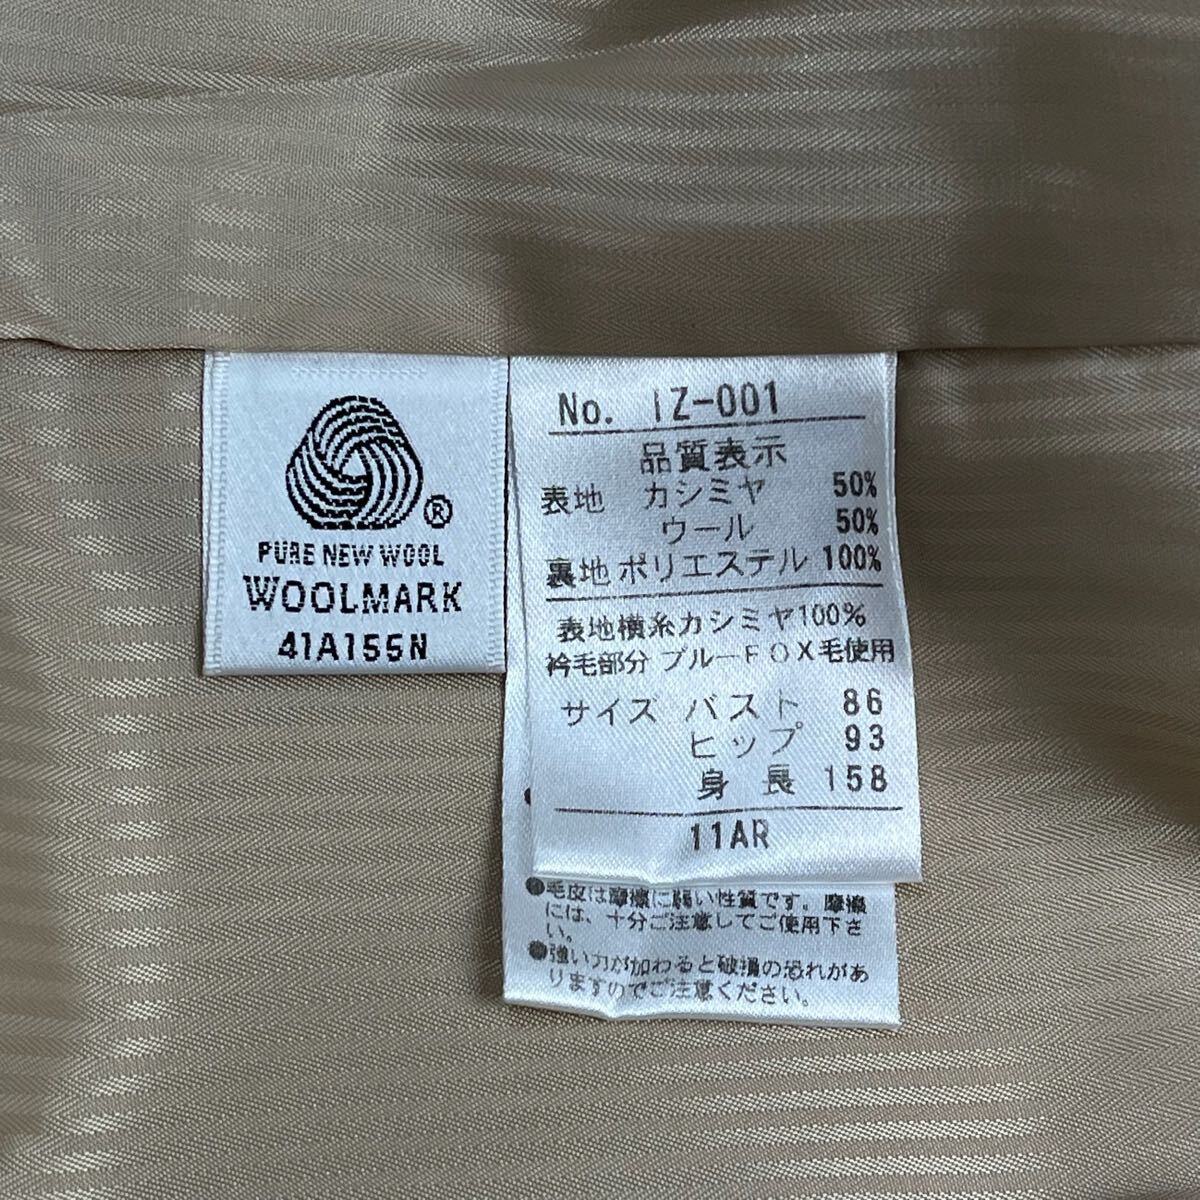 ®
PURE NEW WOOL
WOOLMARK
41A155N
No. IZ-001
品質表示
表地 カシミヤ 50%
ウール 50%
裏地 ポリエステル 100%
表地横糸カシミヤ100%
衿毛部分 ブルーFOX毛使用
サイズ バスト 86
ヒップ 93
身長 158
11AR
●毛皮は摩擦に弱い性質です。摩擦
には、十分ご注意してご使用下さ
い。
●強い力が加わると破損の恐れがあ
りますのでご注意ください。